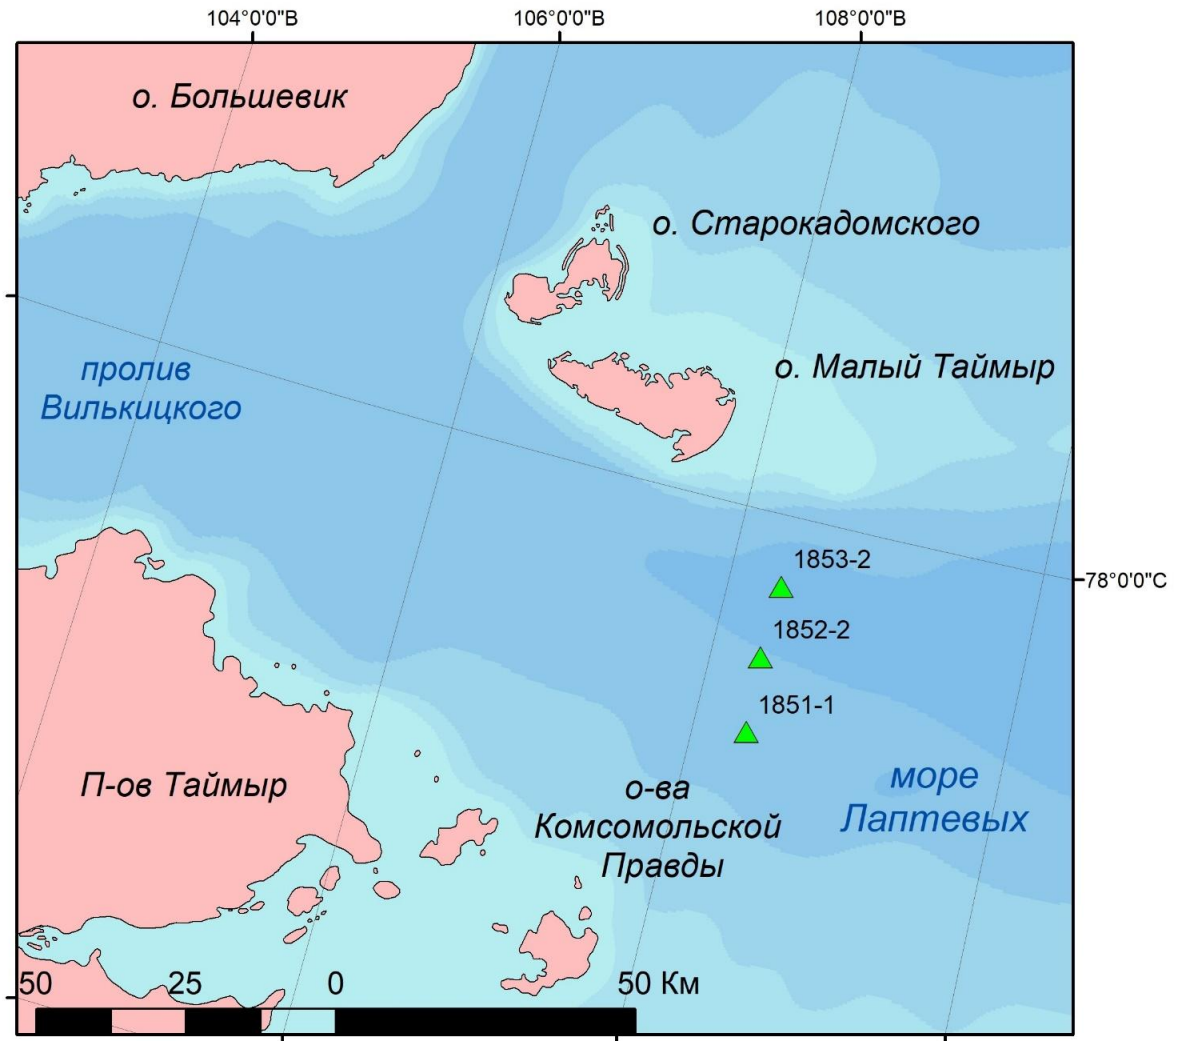 104°0'0"В
106°0'0"В
108°0'0"В
о. Большевик
о. Старокадомского
пролив
Вилькицкого
о. Малый Таймыр
1853-2
78°0'0"С
1852-2
1851-1
П-ов Таймыр
о-ва
Комсомольской
Правды
море
Лаптевых
50 25 0 50 Км